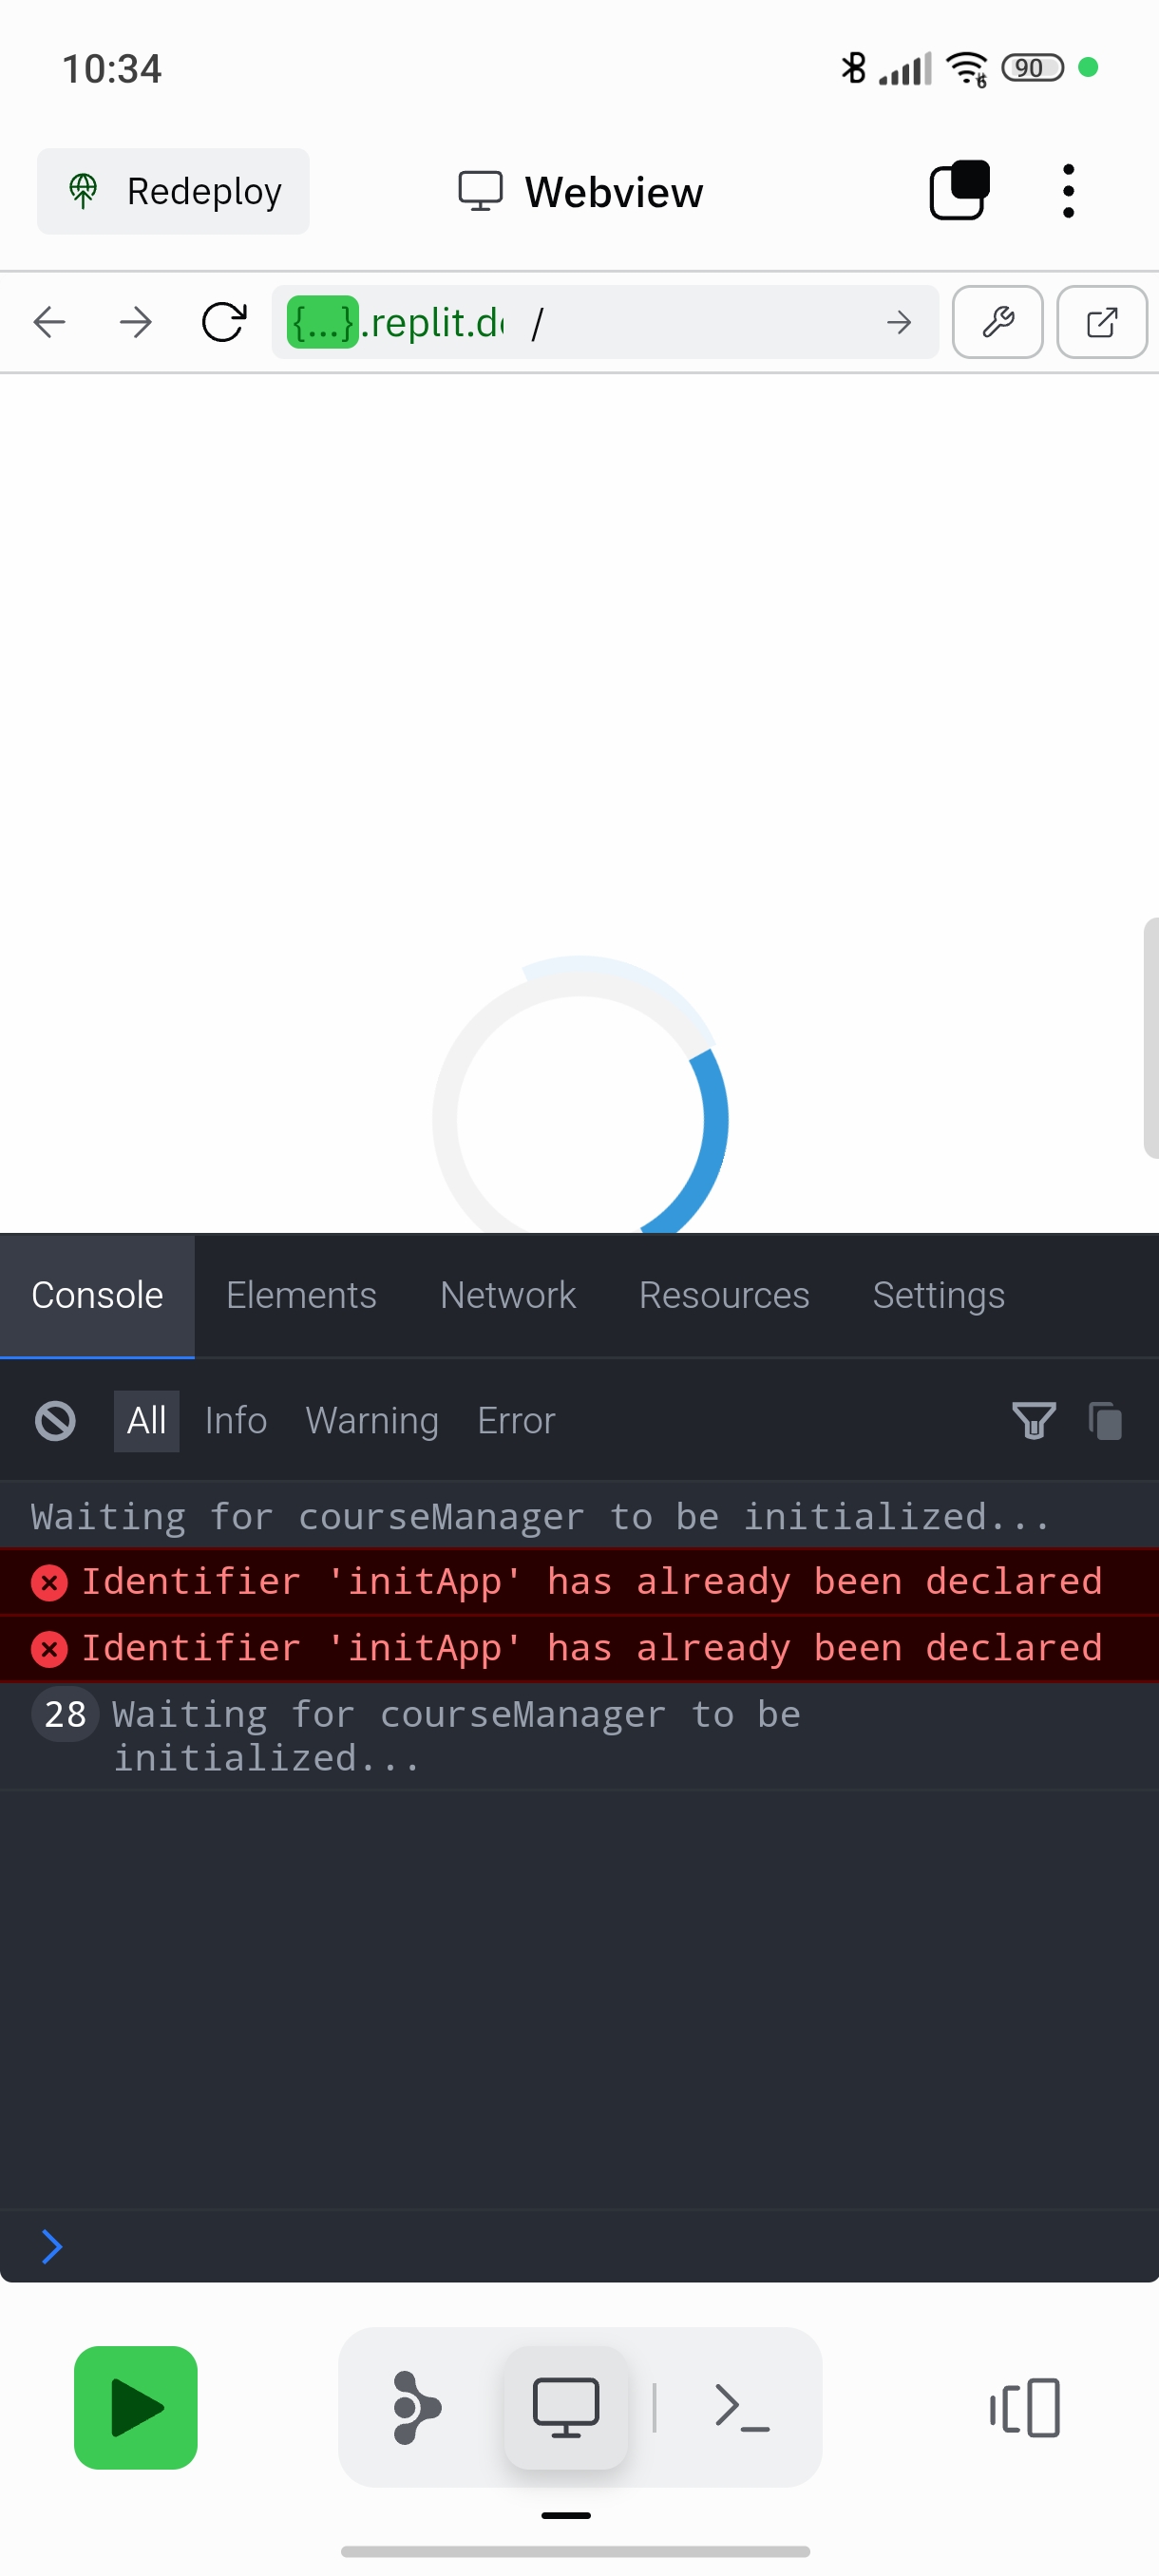 10:34
90
Redeploy
Webview
{...}.replit.d
/
Console Elements Network Resources Settings
All Info Warning Error
Waiting for courseManager to be initialized...
Identifier 'initApp' has already been declared
Identifier 'initApp' has already been declared
28 Waiting for courseManager to be
initialized...